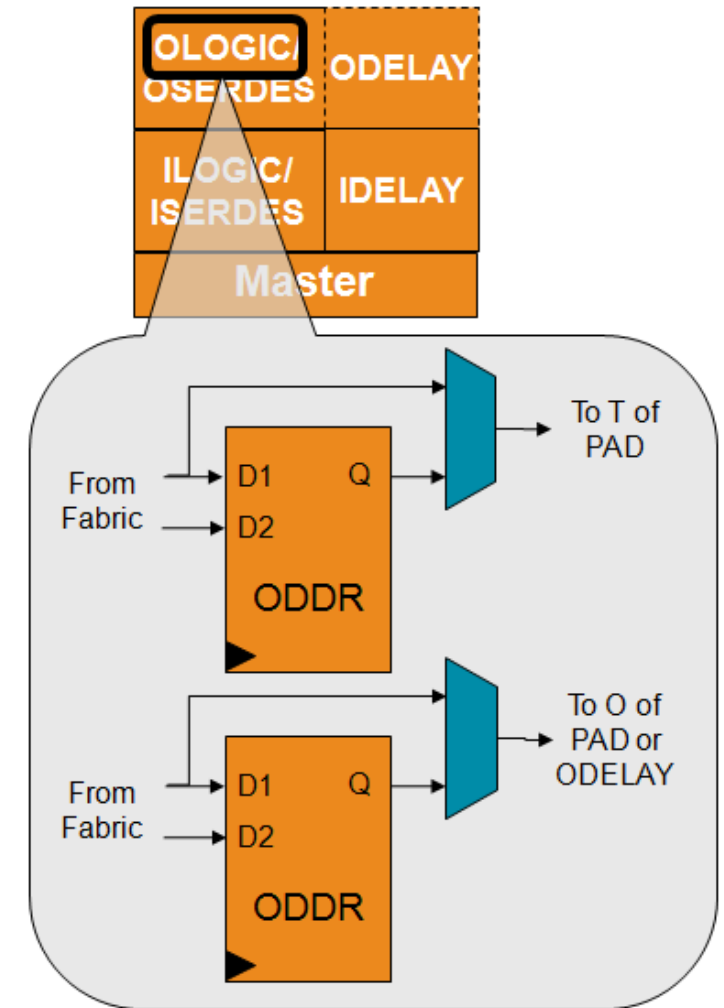 OLOGIC/
OSERDES
ODELAY
ILOGIC/
ISERDES
IDELAY
Master
To T of
PAD
From
Fabric
D1
Q
D2
ODDR
To O of
PAD or
ODELAY
From
Fabric
D1
Q
D2
ODDR